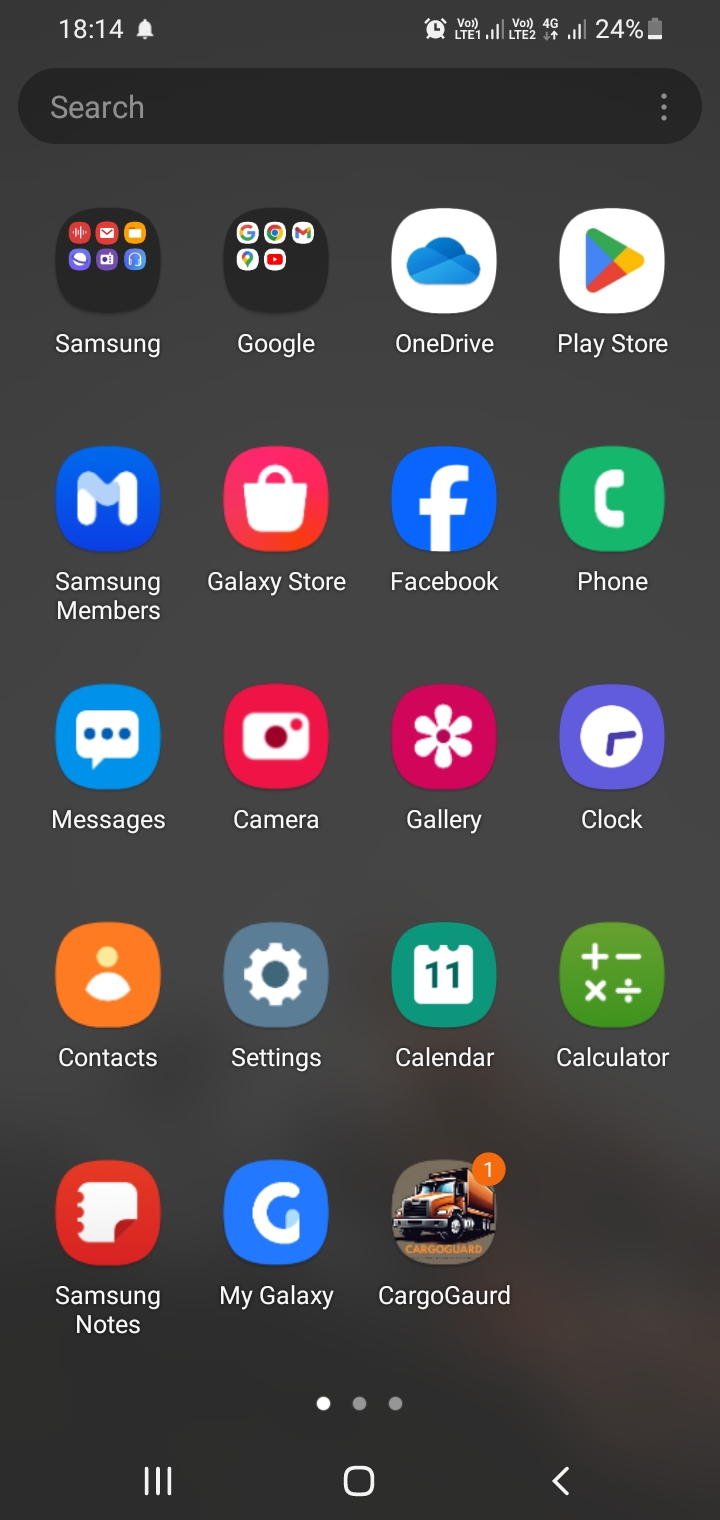 18:14 Vo)) LTE1 Vo)) LTE2 4G 24%
Search
Samsung Google OneDrive Play Store
Samsung Members Galaxy Store Facebook Phone
Messages Camera Gallery Clock
11
Contacts Settings Calendar Calculator
1
CARGOGUARD
Samsung Notes My Galaxy CargoGaurd